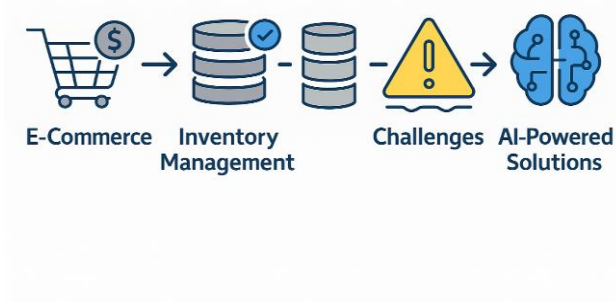 $
E-Commerce
Inventory
Management
Challenges
AI-Powered
Solutions